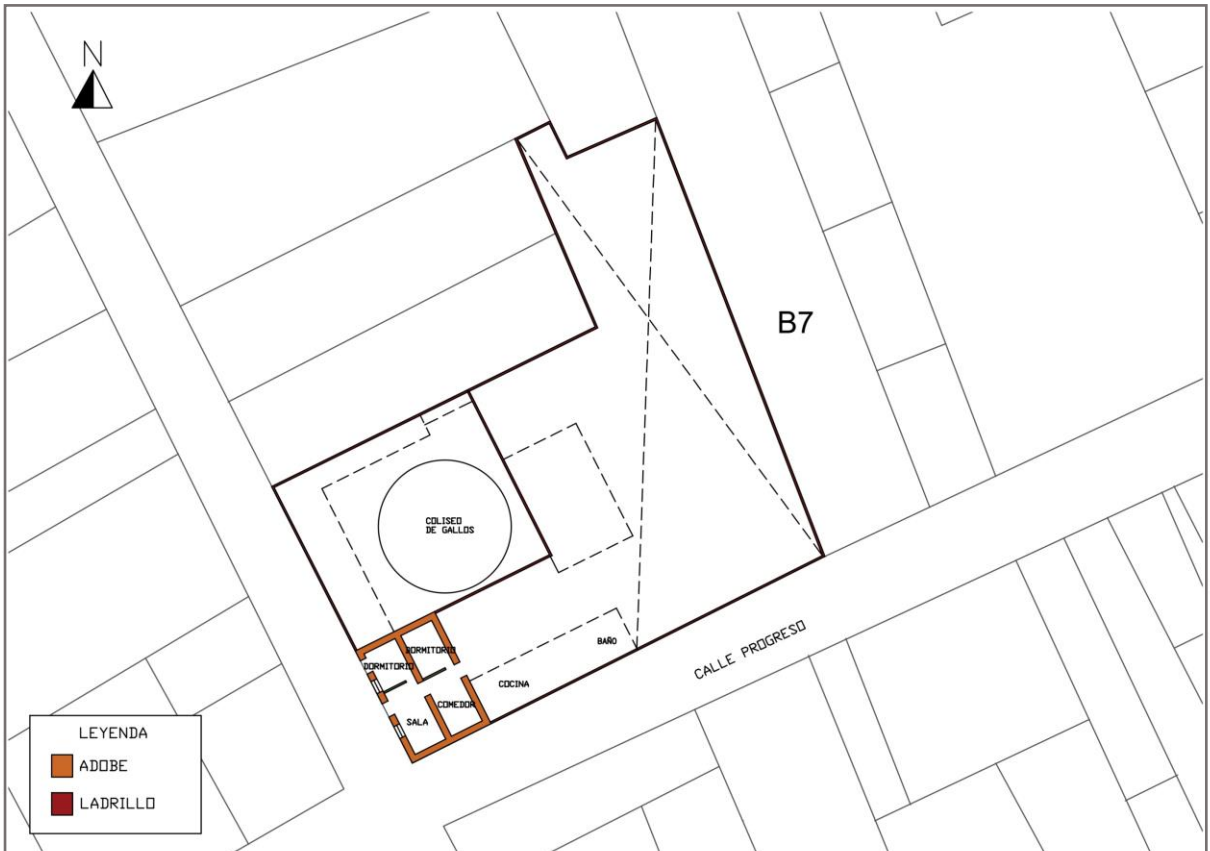 N
B7
COLISEO
DE GALLOS
BAÑO
CALLE PROGRESO
DORMITORIO
DORMITORIO
COCINA
COMEDOR
SALA
LEYENDA
ADOBE
LADRILLO